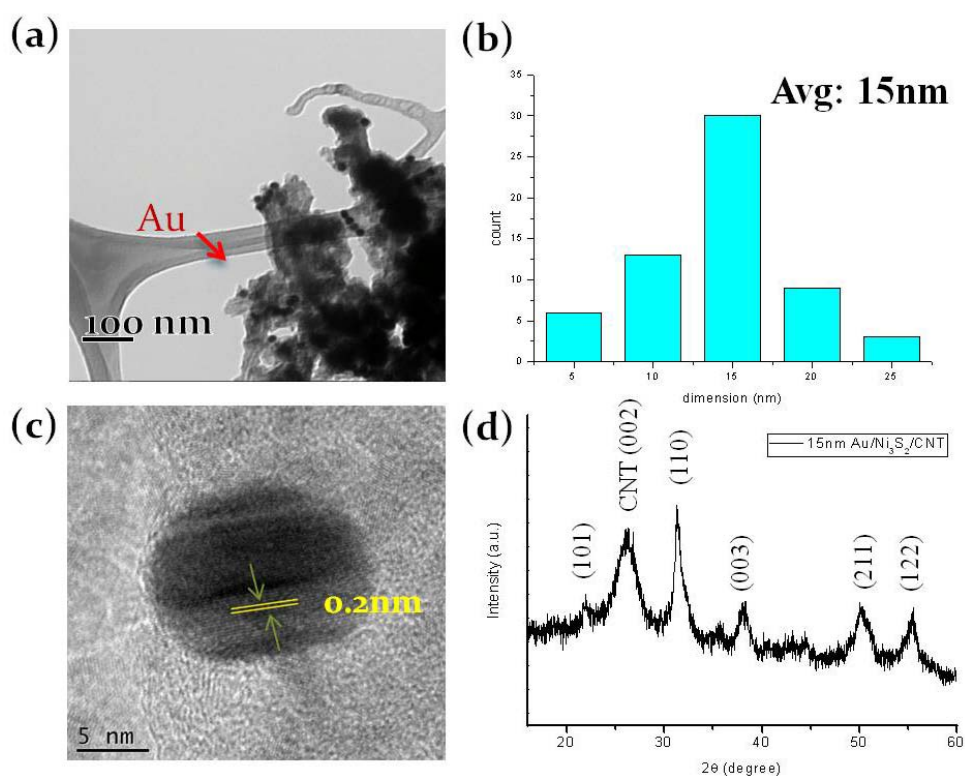 (a)
Au
100 nm
(b)
Avg: 15nm
35
30
25
20
15
10
5
0
count
5 10 15 20 25
dimension (nm)
(c)
0.2nm
5 nm
(d)
15nm Au/Ni₃S₂/CNT
(101)
CNT (002)
(110)
(003)
(211)
(122)
Intensity (a.u.)
20 30 40 50 60
2θ (degree)